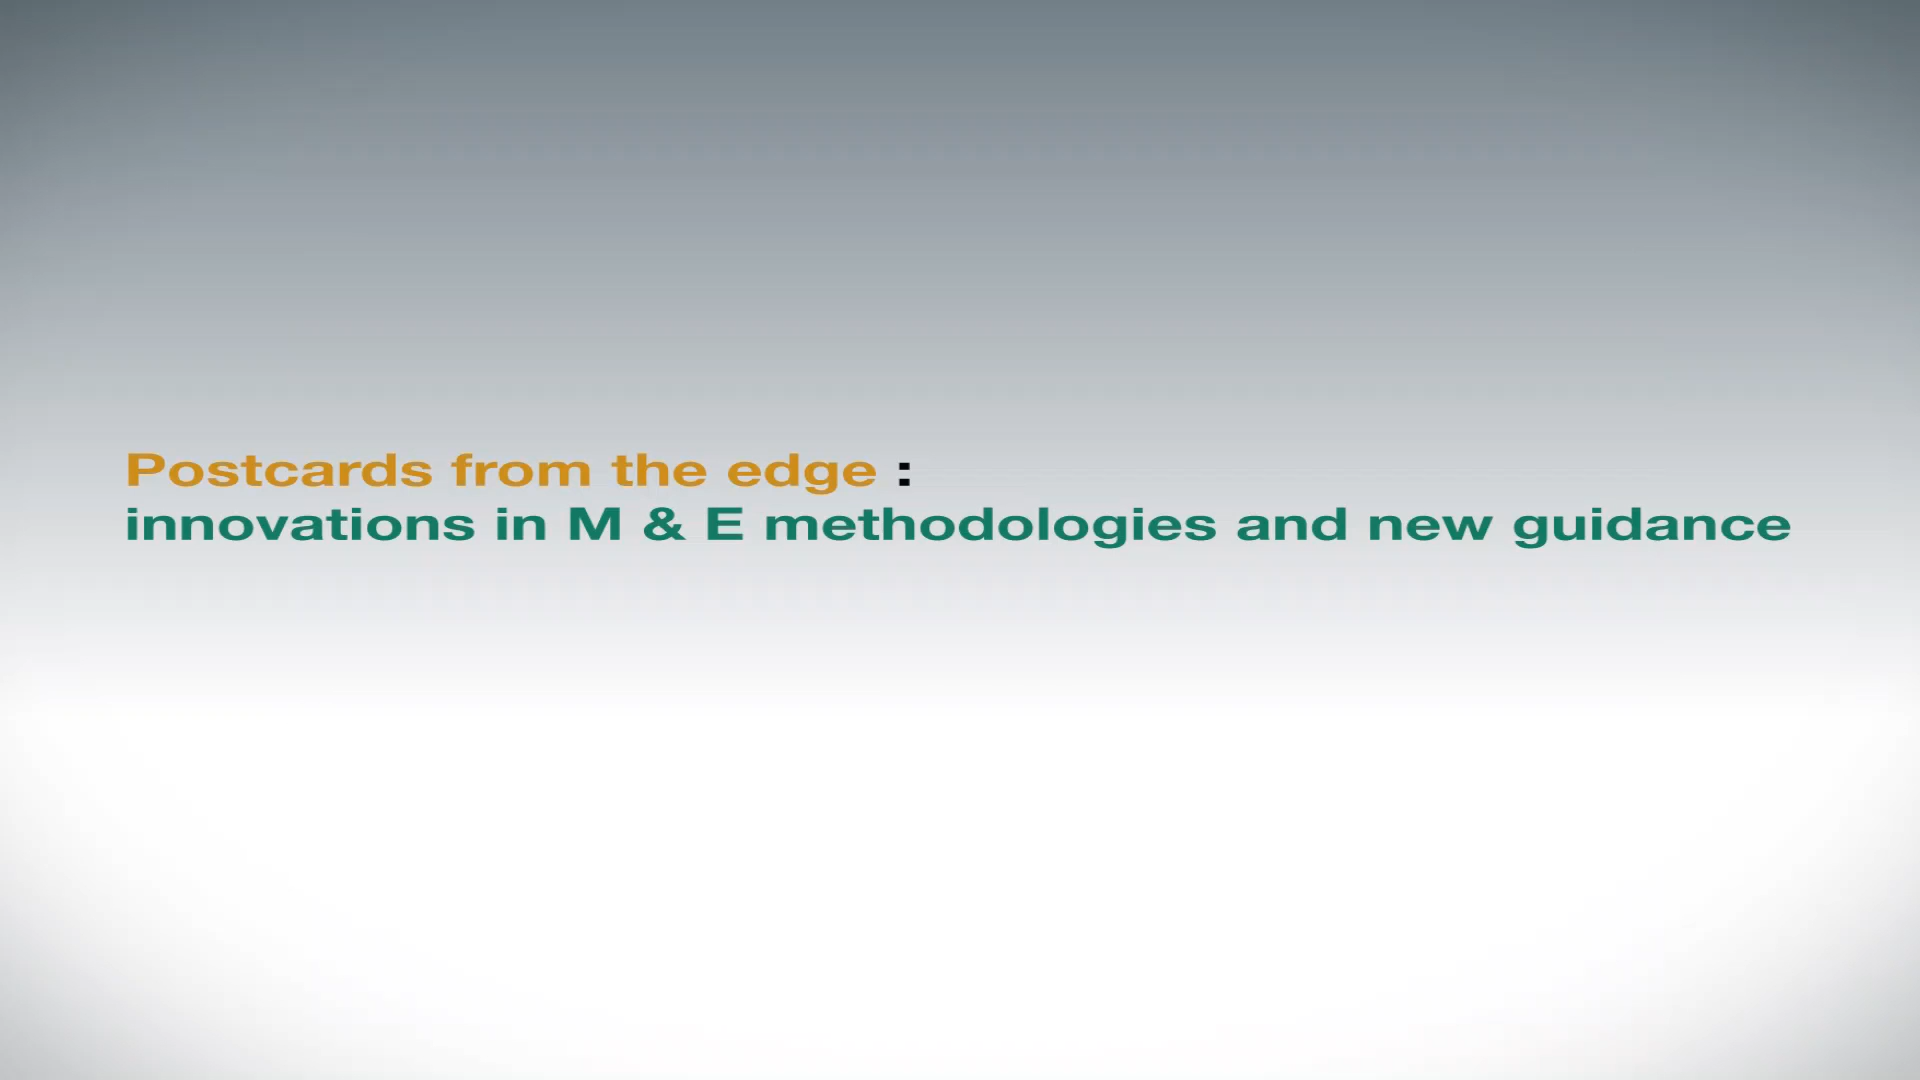 Postcards from the edge :
innovations in M & E methodologies and new guidance